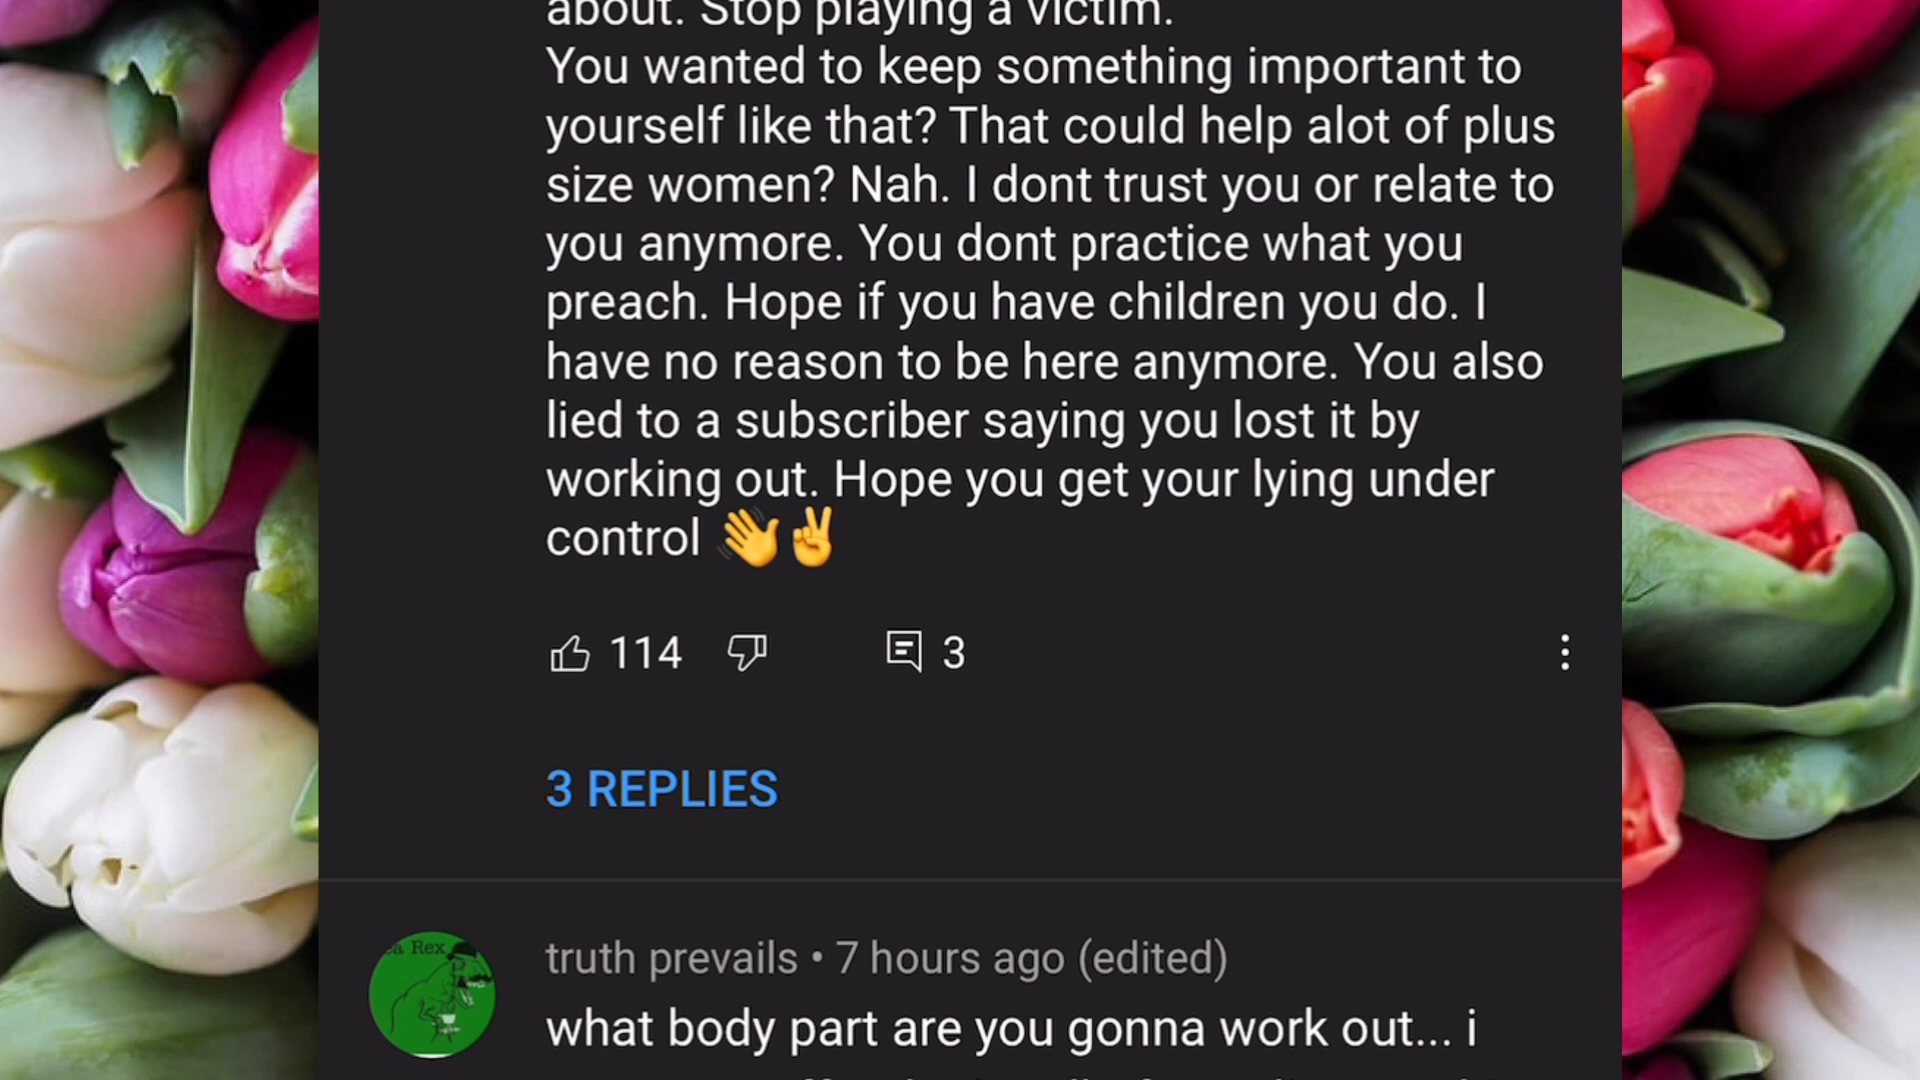 about. Stop playing a victim.
You wanted to keep something important to
yourself like that? That could help alot of plus
size women? Nah. I dont trust you or relate to
you anymore. You dont practice what you
preach. Hope if you have children you do. I
have no reason to be here anymore. You also
lied to a subscriber saying you lost it by
working out. Hope you get your lying under
control 👋✌️
114 3
3 REPLIES
Rex
truth prevails • 7 hours ago (edited)
what body part are you gonna work out... i